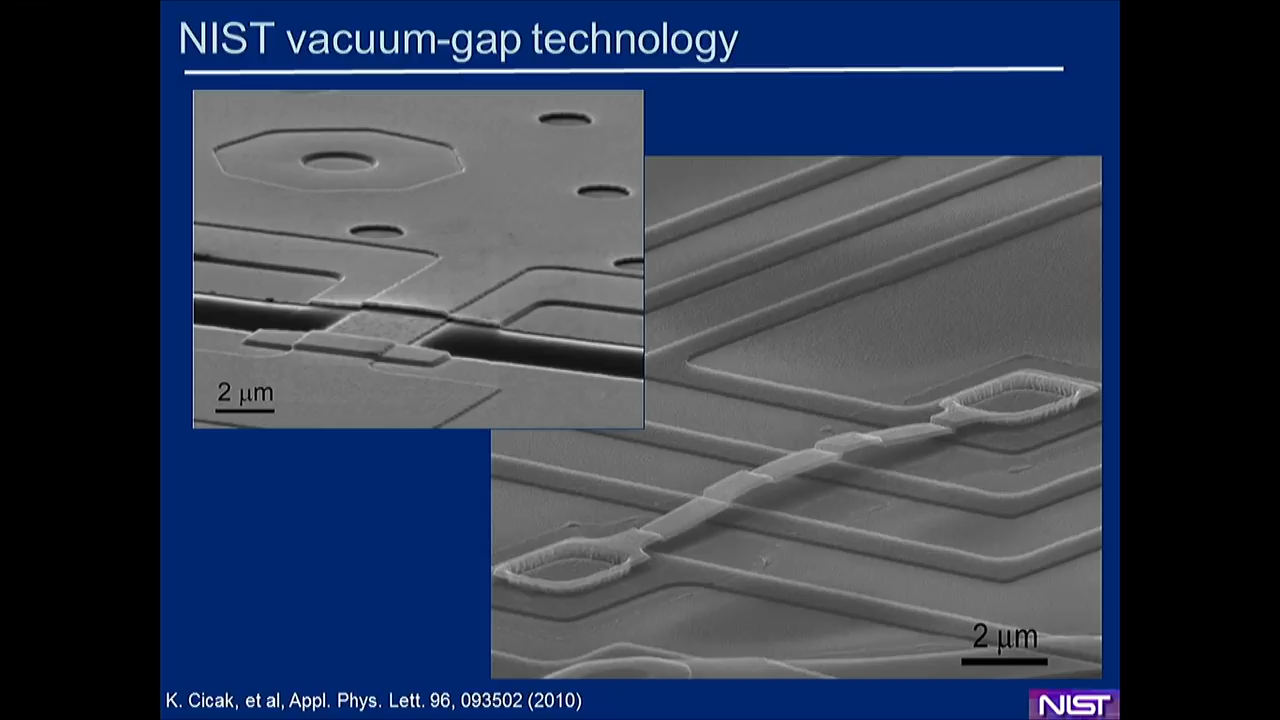 NIST vacuum-gap technology
2 μm
2 μm
K. Cicak, et al, Appl. Phys. Lett. 96, 093502 (2010)
NIST